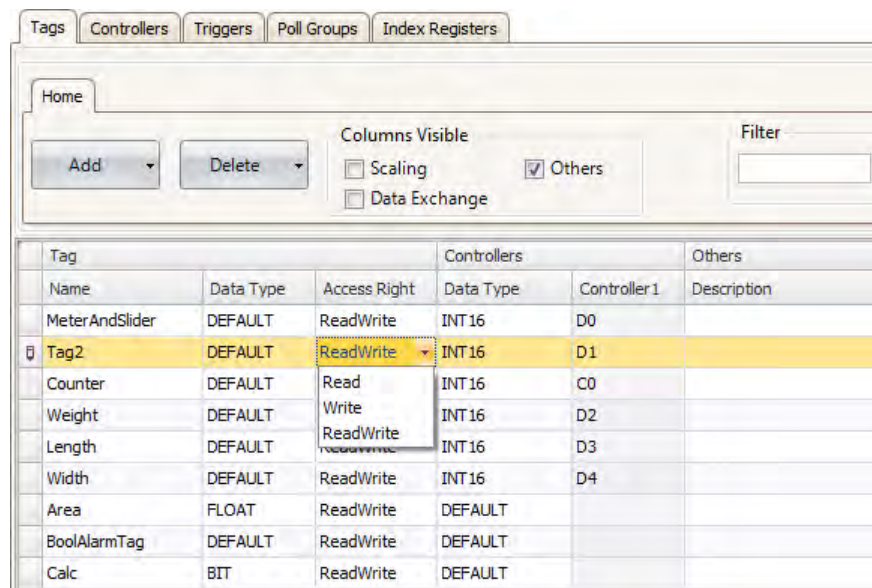 Tags Controllers Triggers Poll Groups Index Registers
Home
Columns Visible Filter
Add Delete Scaling Others
Data Exchange
Tag Controllers Others
Name Data Type Access Right Data Type Controller1 Description
MeterAndSlider DEFAULT ReadWrite INT16 D0
Tag2 DEFAULT ReadWrite INT16 D1
Counter DEFAULT Read INT16 C0
Weight DEFAULT Write INT16 D2
ReadWrite
Length DEFAULT INT16 D3
Width DEFAULT ReadWrite INT16 D4
Area FLOAT ReadWrite DEFAULT
BoolAlarmTag DEFAULT ReadWrite DEFAULT
Calc BIT ReadWrite DEFAULT